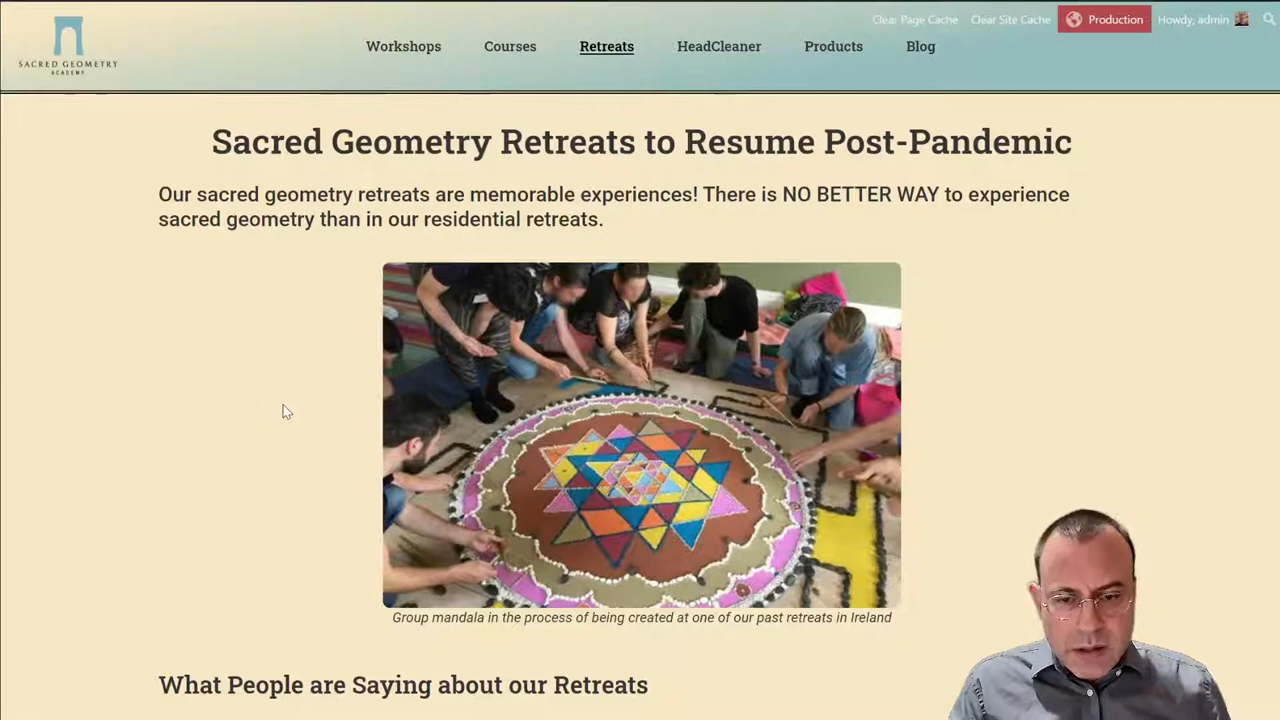 Clear Page Cache Clear Site Cache Production Howdy, admin
SACRED GEOMETRY
ACADEMY
Workshops Courses Retreats HeadCleaner Products Blog
Sacred Geometry Retreats to Resume Post-Pandemic
Our sacred geometry retreats are memorable experiences! There is NO BETTER WAY to experience
sacred geometry than in our residential retreats.
Group mandala in the process of being created at one of our past retreats in Ireland
What People are Saying about our Retreats